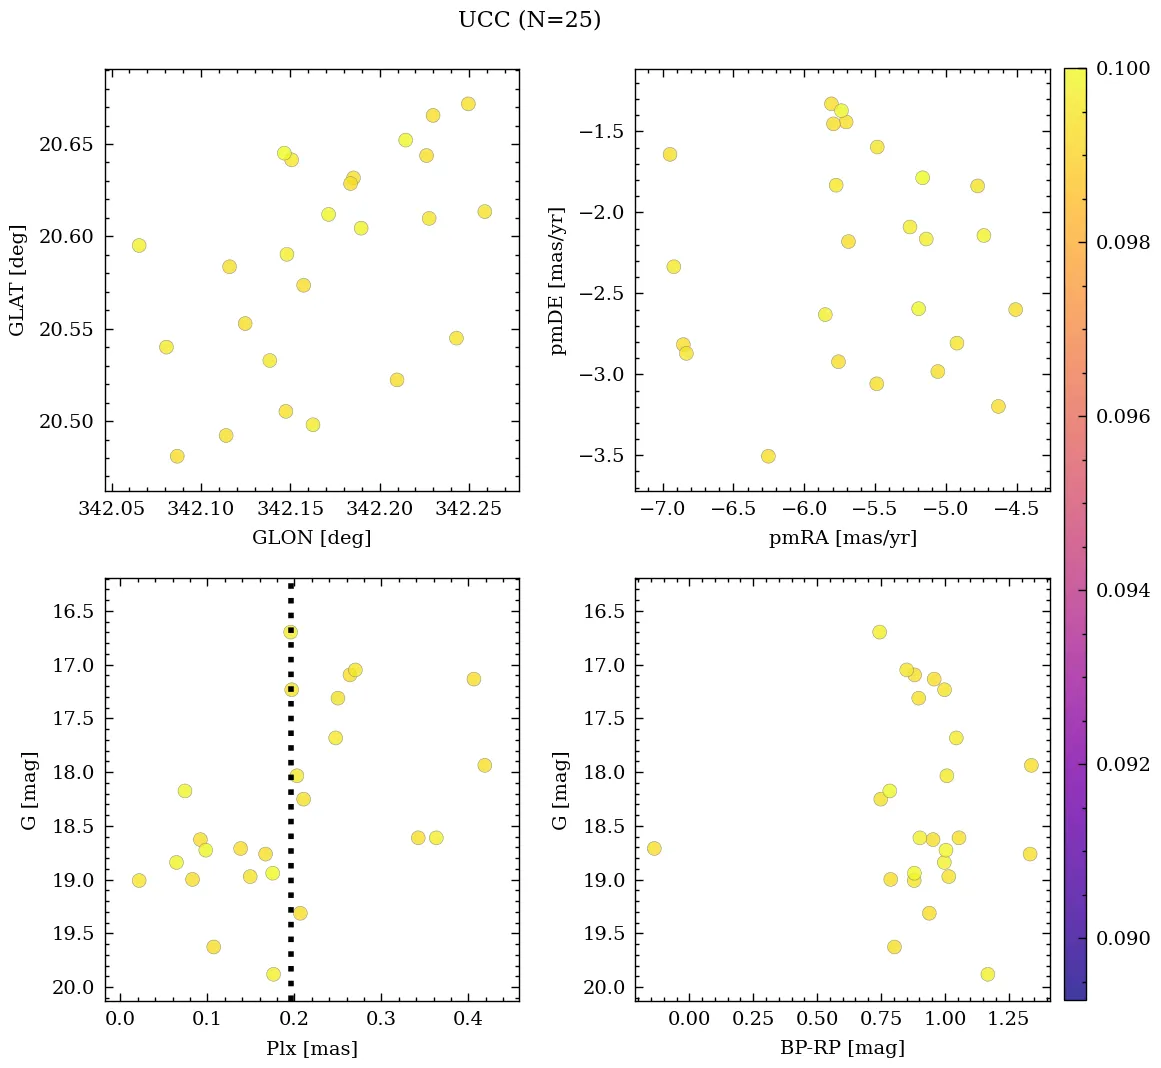 UCC (N=25)
20.65
20.60
20.55
20.50
GLAT [deg]
342.05 342.10 342.15 342.20 342.25
GLON [deg]
−1.5
−2.0
−2.5
−3.0
−3.5
pmDE [mas/yr]
−7.0 −6.5 −6.0 −5.5 −5.0 −4.5
pmRA [mas/yr]
0.100
0.098
0.096
0.094
0.092
0.090
16.5
17.0
17.5
18.0
18.5
19.0
19.5
20.0
G [mag]
0.0 0.1 0.2 0.3 0.4
Plx [mas]
16.5
17.0
17.5
18.0
18.5
19.0
19.5
20.0
G [mag]
0.00 0.25 0.50 0.75 1.00 1.25
BP-RP [mag]